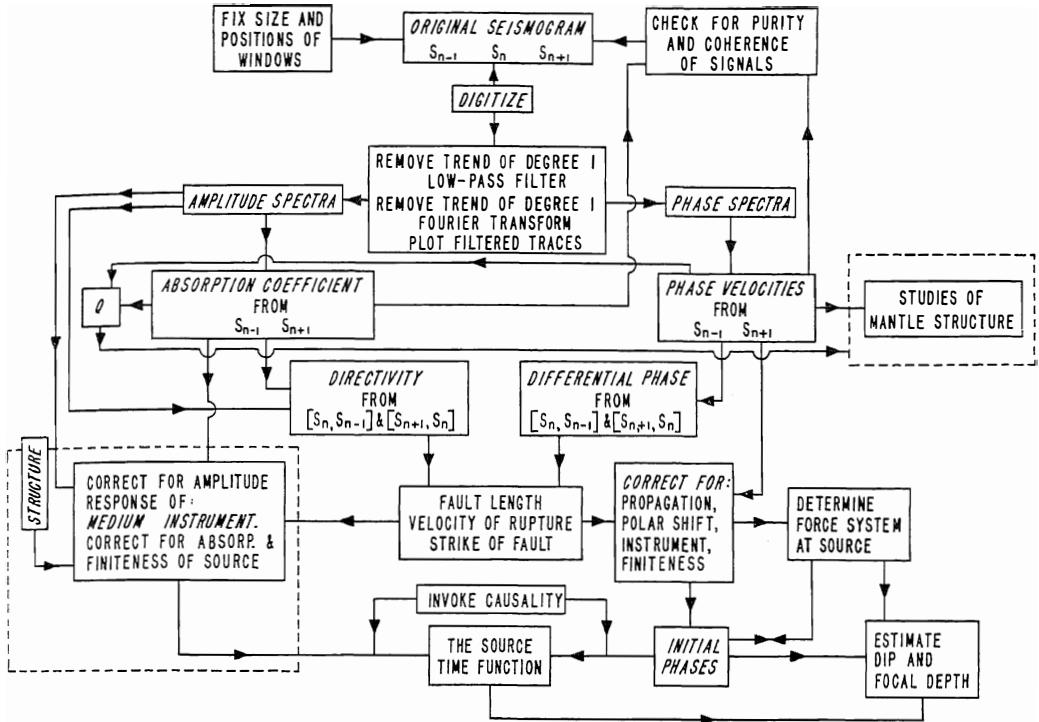 FIX SIZE AND
POSITIONS OF
WINDOWS
ORIGINAL SEISMOGRAM
Sn-1 Sn Sn+1
CHECK FOR PURITY
AND COHERENCE
OF SIGNALS
DIGITIZE
REMOVE TREND OF DEGREE I
LOW-PASS FILTER
REMOVE TREND OF DEGREE I
FOURIER TRANSFORM
PLOT FILTERED TRACES
AMPLITUDE SPECTRA
PHASE SPECTRA
Q
ABSORPTION COEFFICIENT
FROM
Sn-1 Sn+1
PHASE VELOCITIES
FROM
Sn-1 Sn+1
STUDIES OF
MANTLE STRUCTURE
DIRECTIVITY
FROM
[Sn,Sn-1]&[Sn+1,Sn]
DIFFERENTIAL PHASE
FROM
[Sn,Sn-1]&[Sn+1,Sn]
STRUCTURE
CORRECT FOR AMPLITUDE
RESPONSE OF:
MEDIUM INSTRUMENT.
CORRECT FOR ABSORP. &
FINITENESS OF SOURCE
FAULT LENGTH
VELOCITY OF RUPTURE
STRIKE OF FAULT
CORRECT FOR:
PROPAGATION,
POLAR SHIFT,
INSTRUMENT,
FINITENESS
DETERMINE
FORCE SYSTEM
AT SOURCE
INVOKE CAUSALITY
THE SOURCE
TIME FUNCTION
INITIAL
PHASES
ESTIMATE
DIP AND
FOCAL DEPTH